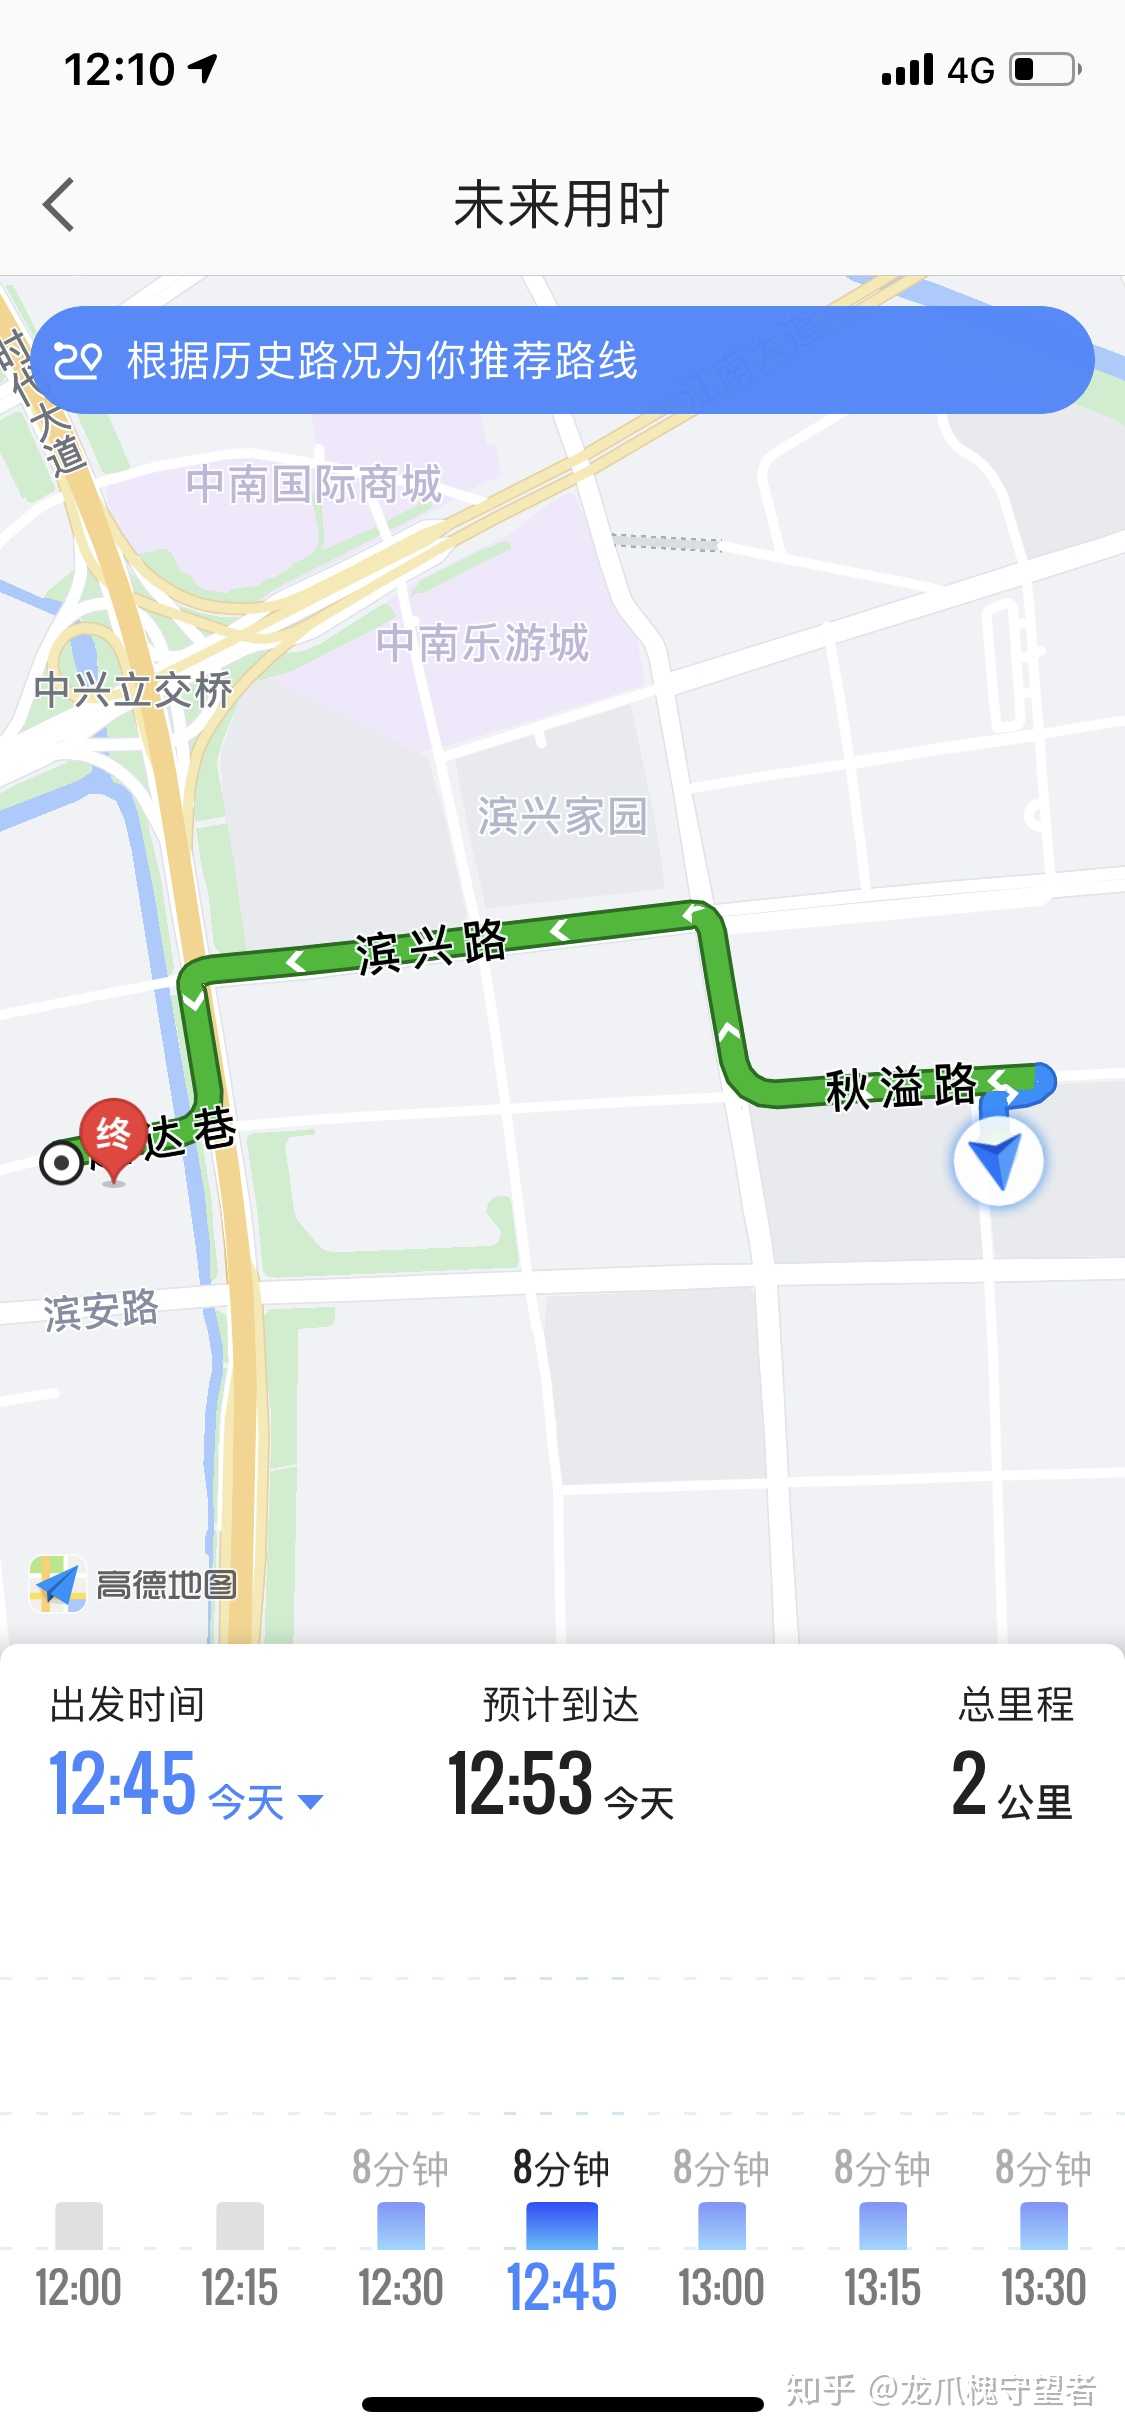 12:10
4G
未来用时
根据历史路况为你推荐路线
时代大道
中南国际商城
中南乐游城
中兴立交桥
滨兴家园
滨兴路
秋溢路
终
达巷
滨安路
高德地图
出发时间 预计到达 总里程
12:45 今天 12:53 今天 2 公里
8分钟 8分钟 8分钟 8分钟 8分钟
12:00 12:15 12:30 12:45 13:00 13:15 13:30
知乎 @龙爪槐守望者